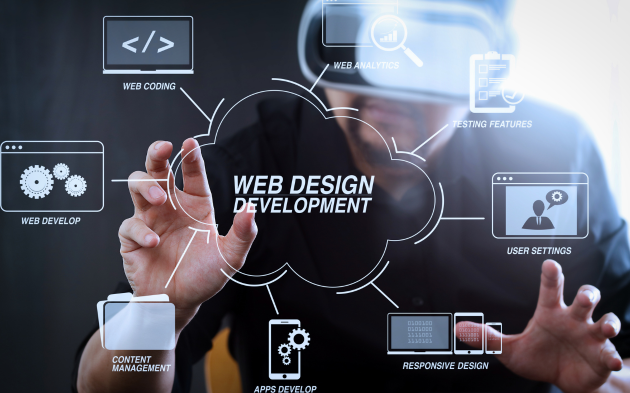 </>
WEB CODING
WEB ANALYTICS
TESTING FEATURES
WEB DEVELOP
WEB DESIGN
DEVELOPMENT
USER SETTINGS
CONTENT
MANAGEMENT
APPS DEVELOP
RESPONSIVE DESIGN